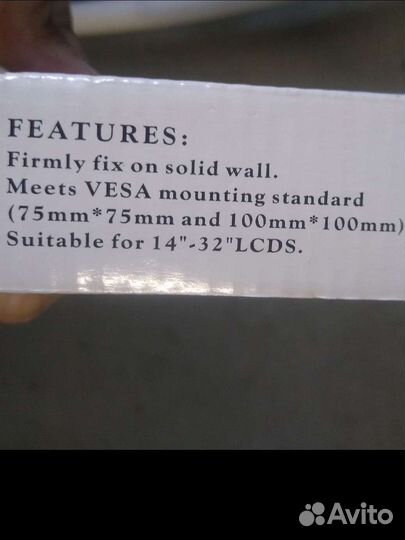 FEATURES:
Firmly fix on solid wall.
Meets VESA mounting standard
(75mm*75mm and 100mm*100mm)
Suitable for 14"-32"LCDS.
Avito